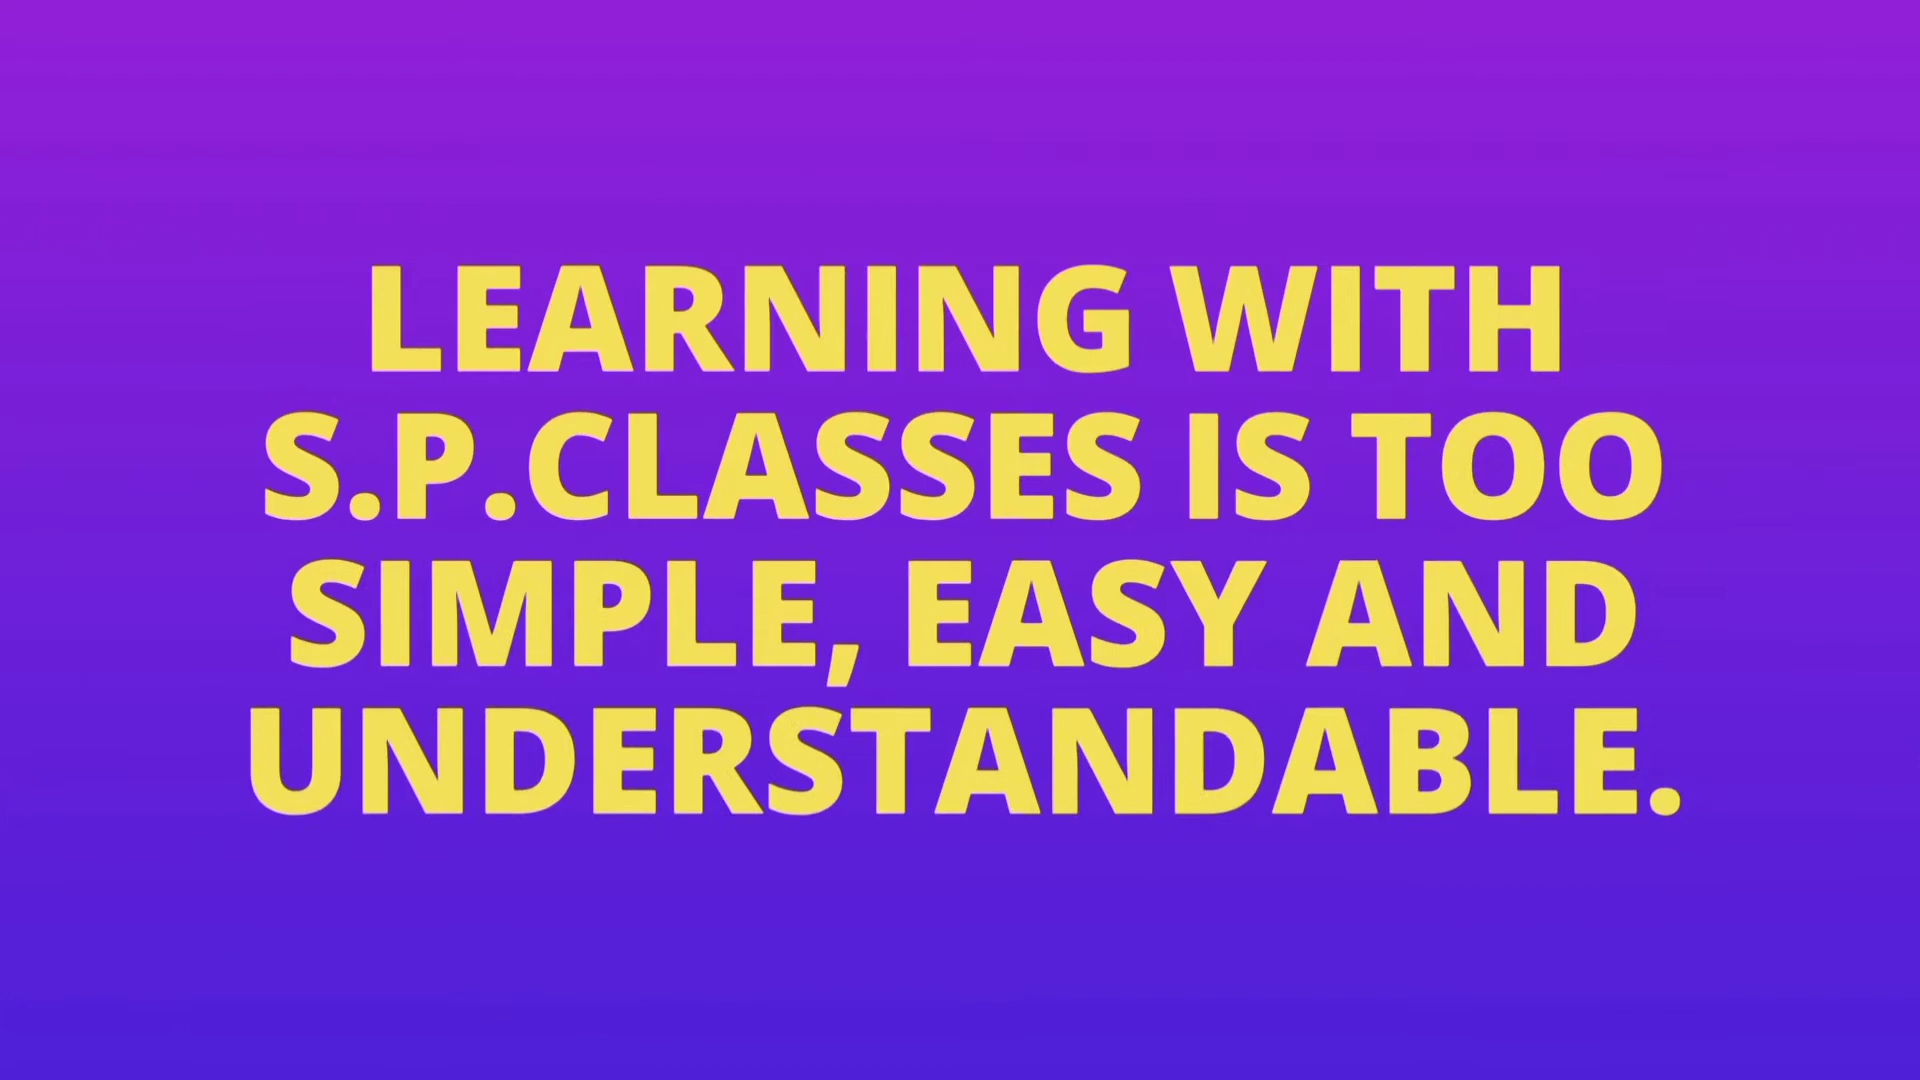 LEARNING WITH
S.P.CLASSES IS TOO
SIMPLE, EASY AND
UNDERSTANDABLE.